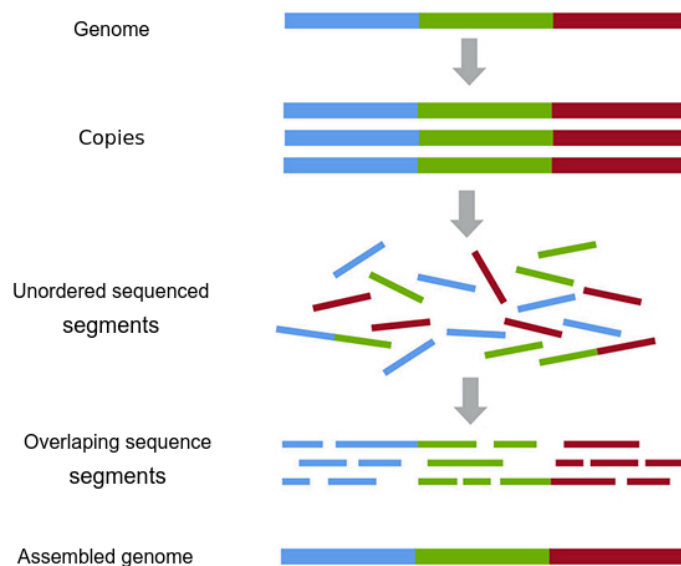 Genome
Copies
Unordered sequenced
segments
Overlaping sequence
segments
Assembled genome